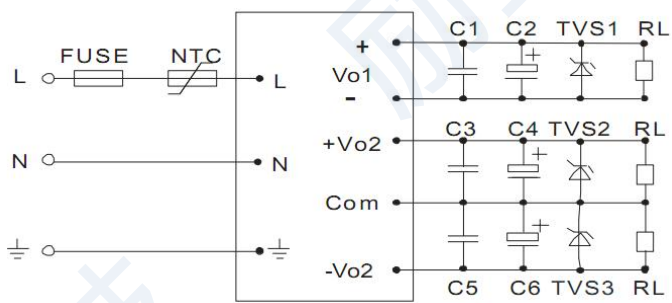 C1 C2 TVS1 RL
FUSE NTC
+
+
L L
Vo1
-
C3 C4 TVS2 RL
+Vo2
+
N N
Com
+
-Vo2
C5 C6 TVS3 RL